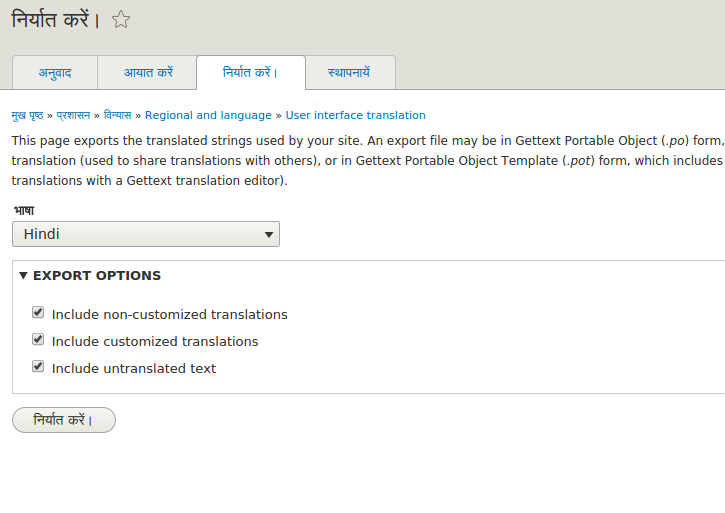 निर्यात करें।
अनुवाद आयात करें निर्यात करें। स्थापनायें
मुख पृष्ठ » प्रशासन » विन्यास » Regional and language » User interface translation
This page exports the translated strings used by your site. An export file may be in Gettext Portable Object (.po) form,
translation (used to share translations with others), or in Gettext Portable Object Template (.pot) form, which includes
translations with a Gettext translation editor).
भाषा
Hindi
EXPORT OPTIONS
Include non-customized translations
Include customized translations
Include untranslated text
निर्यात करें।